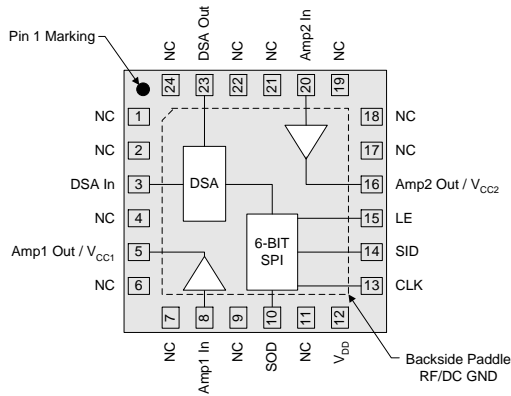 Pin 1 Marking
NC
DSA Out
NC
NC
Amp2 In
NC
24
23
22
21
20
19
NC 1
NC 2
DSA In 3
NC 4
Amp1 Out / VCC1 5
NC 6
18 NC
17 NC
16 Amp2 Out / VCC2
15 LE
14 SID
13 CLK
DSA
6-BIT
SPI
7
8
9
10
11
12
NC
Amp1 In
NC
SOD
NC
VDD
Backside Paddle
RF/DC GND